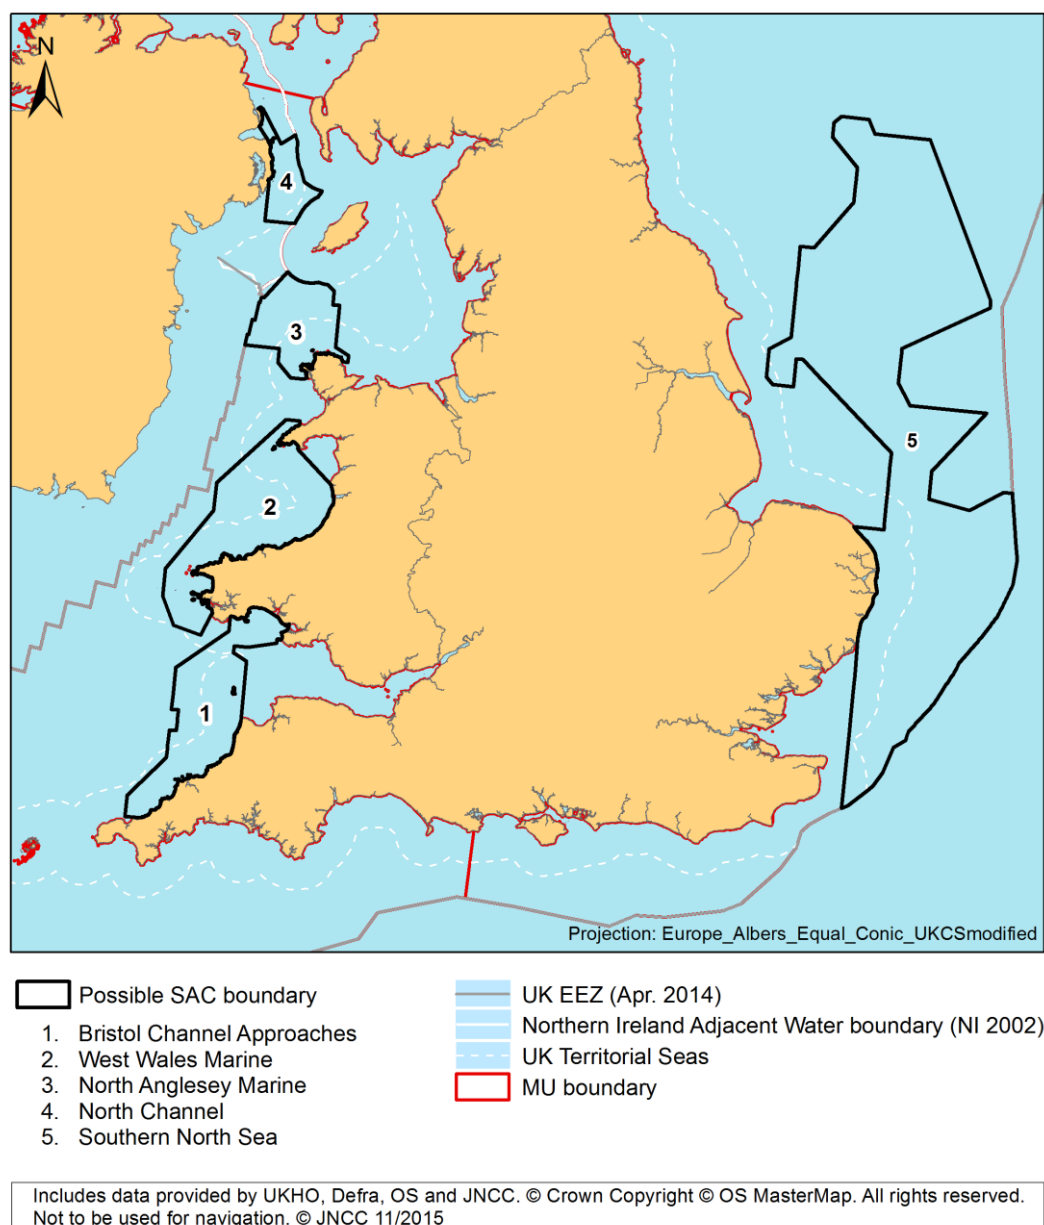 N
4
3
5
2
1
Projection: Europe_Albers_Equal_Conic_UKCSmodified
Possible SAC boundary
1. Bristol Channel Approaches
2. West Wales Marine
3. North Anglesey Marine
4. North Channel
5. Southern North Sea
UK EEZ (Apr. 2014)
Northern Ireland Adjacent Water boundary (NI 2002)
UK Territorial Seas
MU boundary
Includes data provided by UKHO, Defra, OS and JNCC. © Crown Copyright © OS MasterMap. All rights reserved.
Not to be used for navigation. © JNCC 11/2015